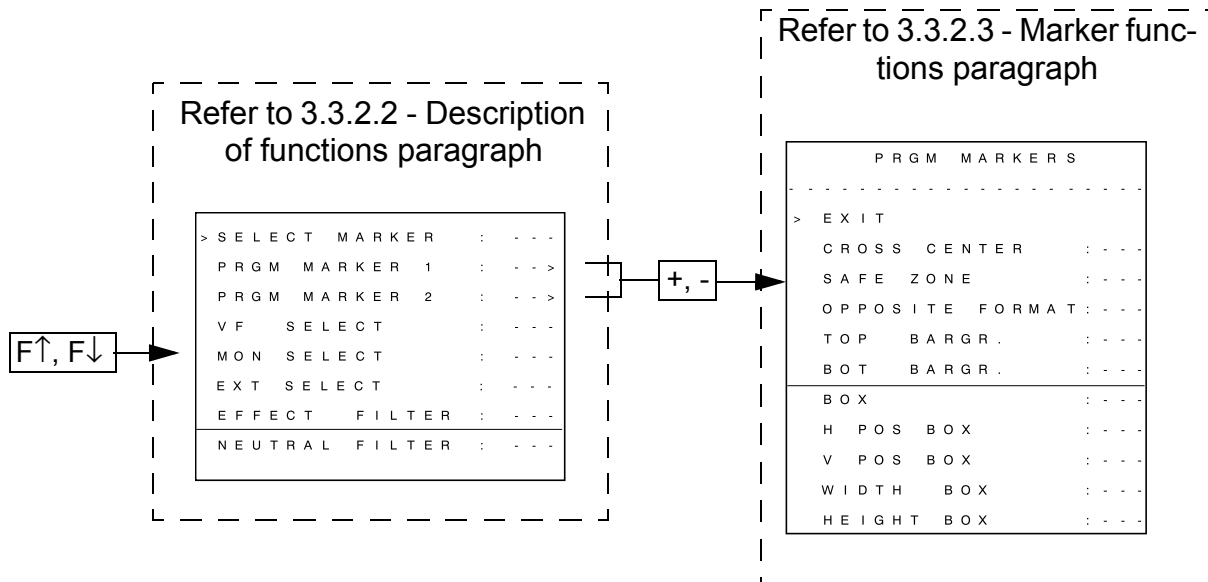 Refer to 3.3.2.3 - Marker func-
tions paragraph
Refer to 3.3.2.2 - Description
of functions paragraph
F↑, F↓
> SELECT MARKER : - - -
PRGM MARKER 1 : - - >
PRGM MARKER 2 : - - >
VF SELECT : - - -
MON SELECT : - - -
EXT SELECT : - - -
EFFECT FILTER : - - -
NEUTRAL FILTER : - - -
+, -
PRGM MARKERS
- - - - - - - - - - - - - - - - - - - - -
> EXIT
CROSS CENTER : - - -
SAFE ZONE : - - -
OPPOSITE FORMAT: - - -
TOP BARGR. : - - -
BOT BARGR. : - - -
BOX : - - -
H POS BOX : - - -
V POS BOX : - - -
WIDTH BOX : - - -
HEIGHT BOX : - - -